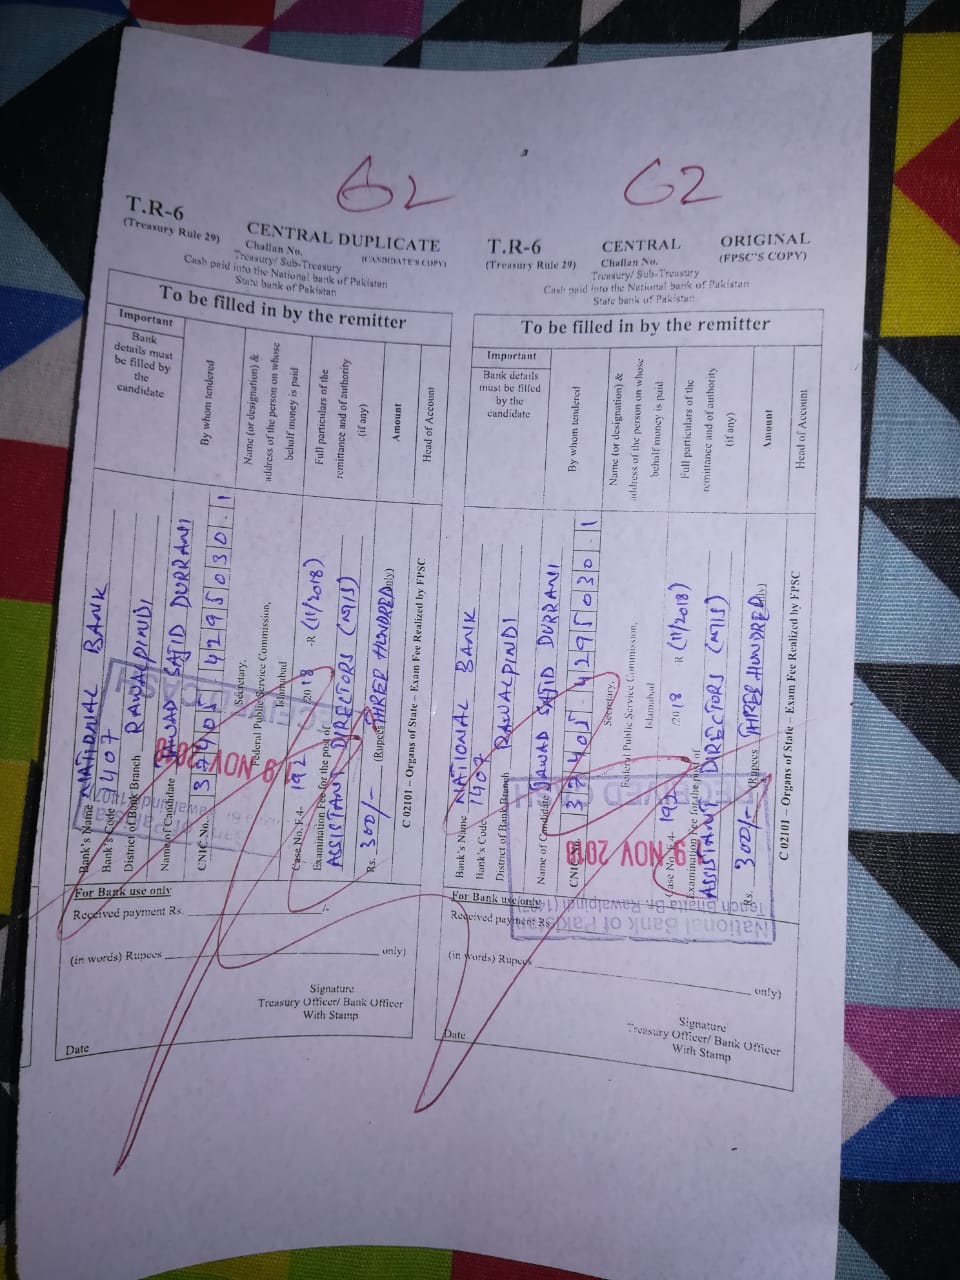 62
T.R-6
(Treasury Rule 29)
CENTRAL DUPLICATE
(CANDIDATE'S COPY)
Challan No.
Treasury/ Sub-Treasury
Cash paid into the National bank of Pakistan
State bank of Pakistan
To be filled in by the remitter
Important
Bank details must be filled by the candidate
By whom tendered
Name (or designation) & address of the person on whose behalf money is paid
Full particulars of the remittance and of authority (if any)
Amount
Head of Account
Bank's Name NATIONAL BANK
Bank's Code 1407
District of Bank Branch RAWALPINDI
Name of Candidate JAWAD SAJID DURRANI
CNIC No. 37405 4295030.1
Secretary,
Federal Public Service Commission,
Islamabad
Case No. F.4- 192 /2018 -R (11/2018)
Examination Fee for the post of
ASSISTANT DIRECTORS (MIS)
Rs. 300/- (Rupees THREE HUNDRED only)
C 02101 – Organs of State – Exam Fee Realized by FPSC
19 NOV 2018
For Bank use only
Received payment Rs. /-
(in words) Rupees only)
Signature
Treasury Officer/ Bank Officer
With Stamp
Date
62
T.R-6
(Treasury Rule 29)
CENTRAL
ORIGINAL
(FPSC'S COPY)
Challan No.
Treasury/ Sub-Treasury
Cash paid into the National bank of Pakistan
State bank of Pakistan
To be filled in by the remitter
Important
Bank details must be filled by the candidate
By whom tendered
Name (or designation) & address of the person on whose behalf money is paid
Full particulars of the remittance and of authority (if any)
Amount
Head of Account
Bank's Name NATIONAL BANK
Bank's Code 1407
District of Bank Branch RAWALPINDI
Name of Candidate JAWAD SAJID DURRANI
CNIC No. 37405 - 4295030.1
Secretary,
Federal Public Service Commission,
Islamabad
Case No. F.4- 192 /2018 -R (11/2018)
Examination Fee for the post of
ASSISTANT DIRECTORS (MIS)
Rs. 300/- (Rupees THREE HUNDRED only)
C 02101 – Organs of State – Exam Fee Realized by FPSC
National Bank of Pakistan
Tench Bhatta Br. Rawalpindi (1407)
9 NOV 2018
RECEIVED CASH
For Bank use only
Received payment Rs.
(in words) Rupees only)
Signature
Treasury Officer/ Bank Officer
With Stamp
Date